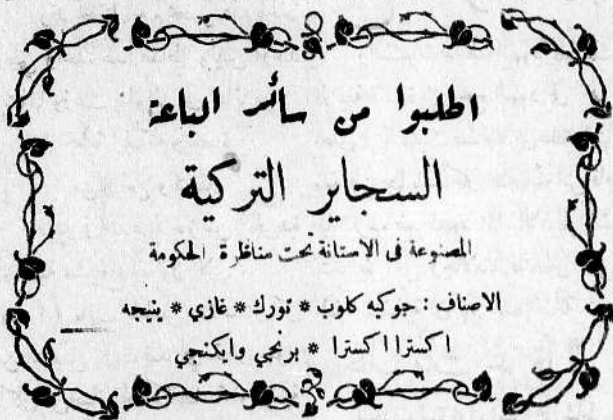 اطلبوا من سائر الباعة
السجاير التركية
المصنوعة فى الاستانة تحت مناظرة الحكومة
الاصناف : جوكيه كلوب * تورك * غازي * ينيجه
اكسترا اكسترا * برنجي وايكنجي